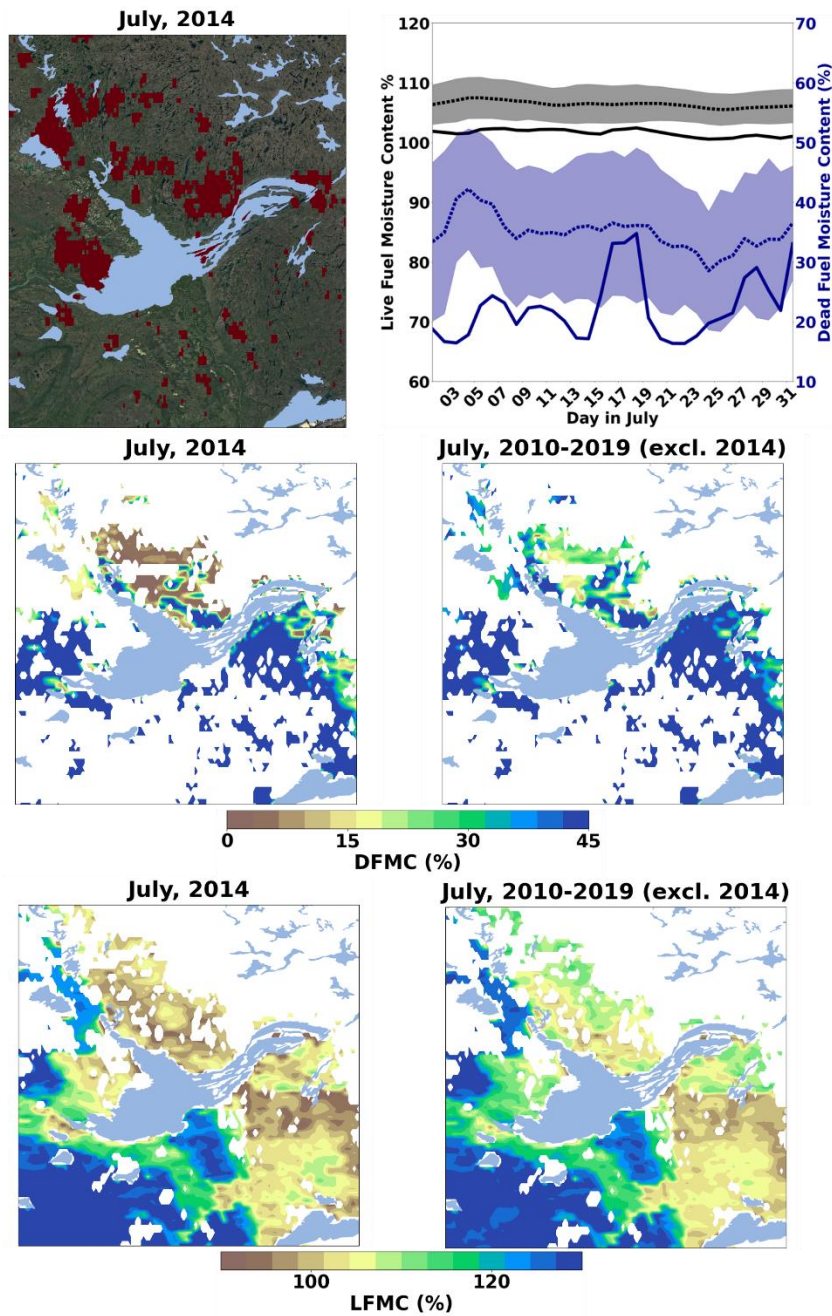 July, 2014
120
110
100
90
80
70
60
Live Fuel Moisture Content %
70
60
50
40
30
20
10
Dead Fuel Moisture Content (%)
03 05 07 09 11 13 15 17 19 21 23 25 27 29 31
Day in July
July, 2014
July, 2010-2019 (excl. 2014)
0 15 30 45
DFMC (%)
July, 2014
July, 2010-2019 (excl. 2014)
100 120
LFMC (%)